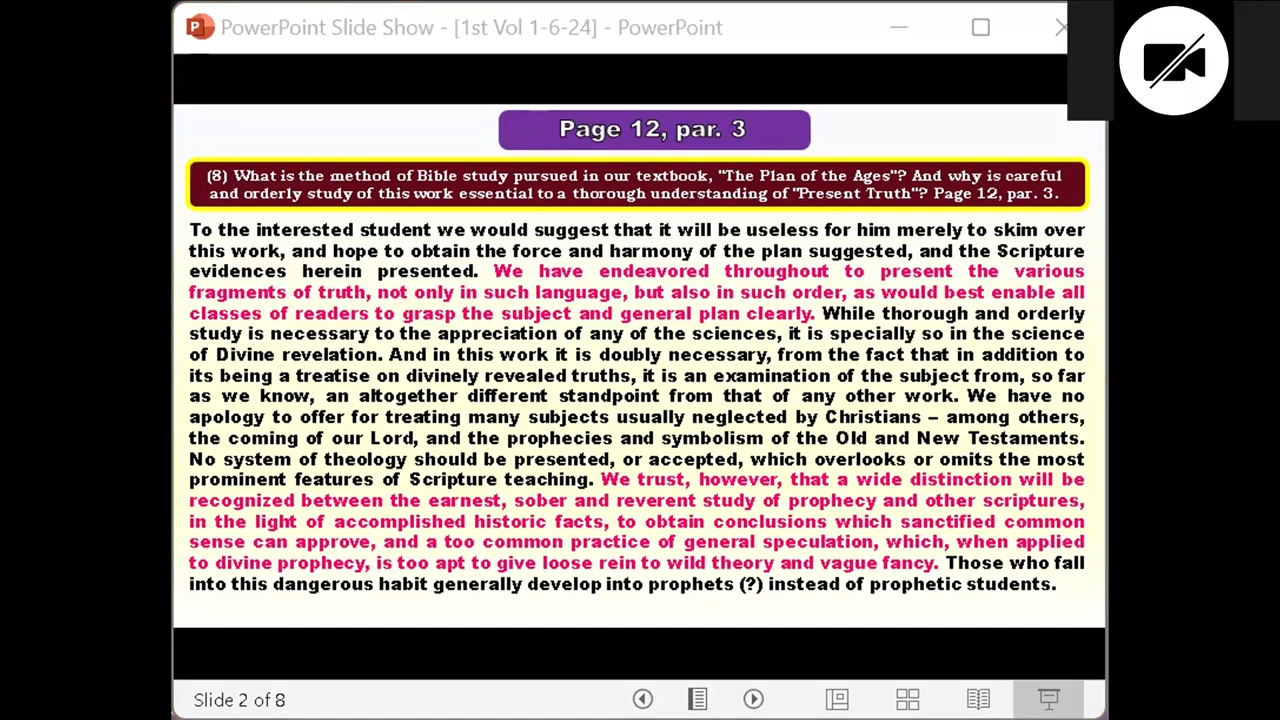 PowerPoint Slide Show - [1st Vol 1-6-24] - PowerPoint
Page 12, par. 3
(8) What is the method of Bible study pursued in our textbook, "The Plan of the Ages"? And why is careful
and orderly study of this work essential to a thorough understanding of "Present Truth"? Page 12, par. 3.
To the interested student we would suggest that it will be useless for him merely to skim over
this work, and hope to obtain the force and harmony of the plan suggested, and the Scripture
evidences herein presented. We have endeavored throughout to present the various
fragments of truth, not only in such language, but also in such order, as would best enable all
classes of readers to grasp the subject and general plan clearly. While thorough and orderly
study is necessary to the appreciation of any of the sciences, it is specially so in the science
of Divine revelation. And in this work it is doubly necessary, from the fact that in addition to
its being a treatise on divinely revealed truths, it is an examination of the subject from, so far
as we know, an altogether different standpoint from that of any other work. We have no
apology to offer for treating many subjects usually neglected by Christians – among others,
the coming of our Lord, and the prophecies and symbolism of the Old and New Testaments.
No system of theology should be presented, or accepted, which overlooks or omits the most
prominent features of Scripture teaching. We trust, however, that a wide distinction will be
recognized between the earnest, sober and reverent study of prophecy and other scriptures,
in the light of accomplished historic facts, to obtain conclusions which sanctified common
sense can approve, and a too common practice of general speculation, which, when applied
to divine prophecy, is too apt to give loose rein to wild theory and vague fancy. Those who fall
into this dangerous habit generally develop into prophets (?) instead of prophetic students.
Slide 2 of 8